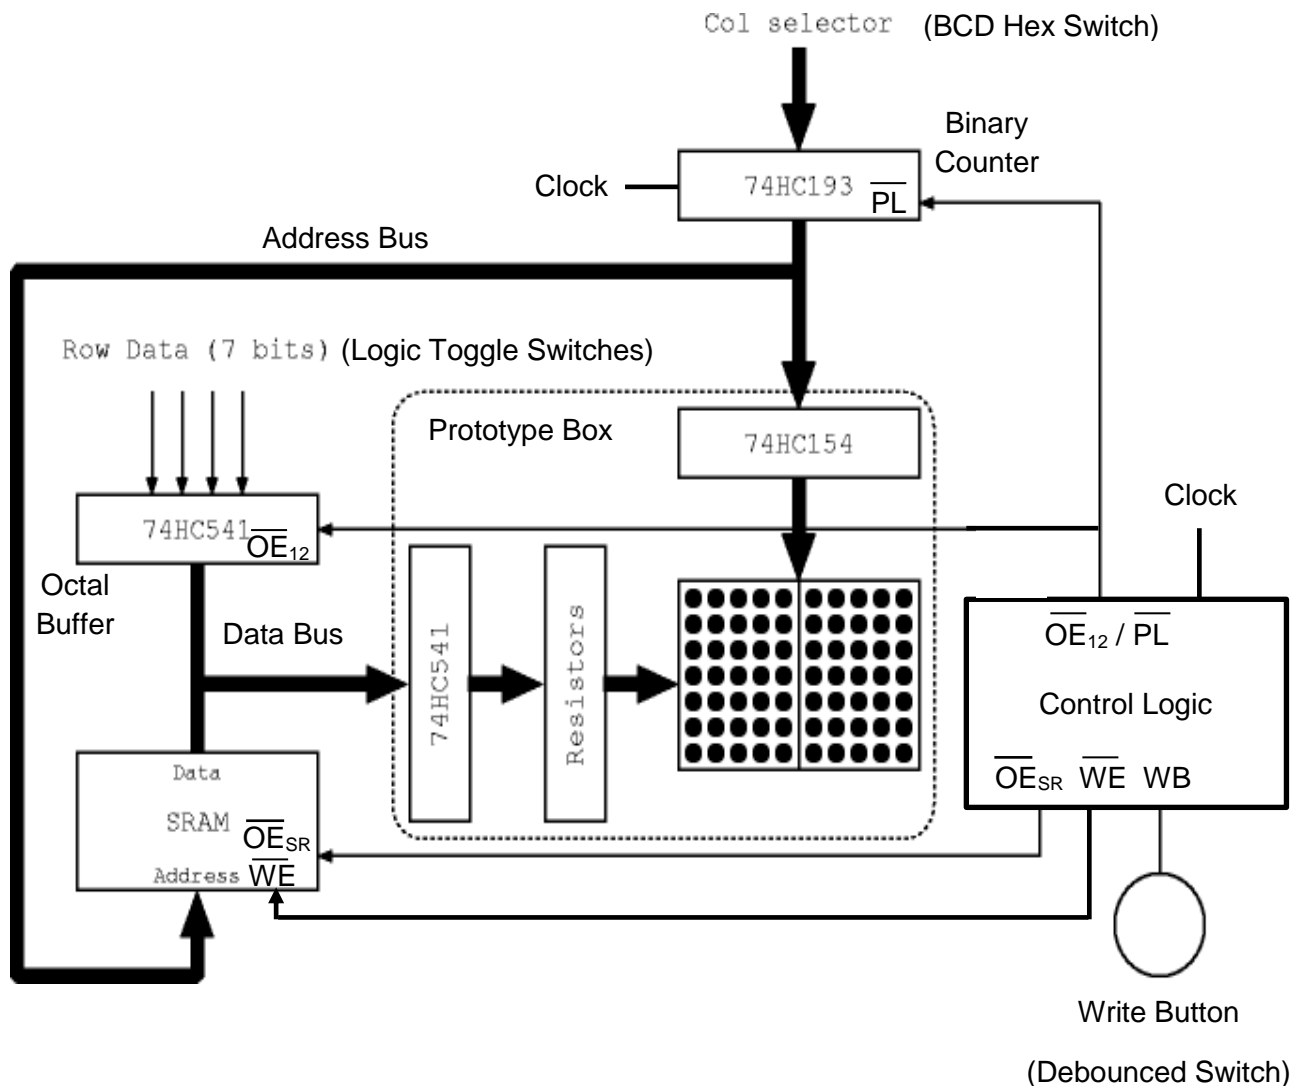 Col selector (BCD Hex Switch)
Binary
Counter
Clock
74HC193
PL
Address Bus
Row Data (7 bits) (Logic Toggle Switches)
Prototype Box
74HC154
Clock
74HC541
OE12
Octal
Buffer
Data Bus
74HC541
Resistors
OE12 / PL
Control Logic
OESR WE WB
Data
SRAM
OESR
Address WE
Write Button
(Debounced Switch)